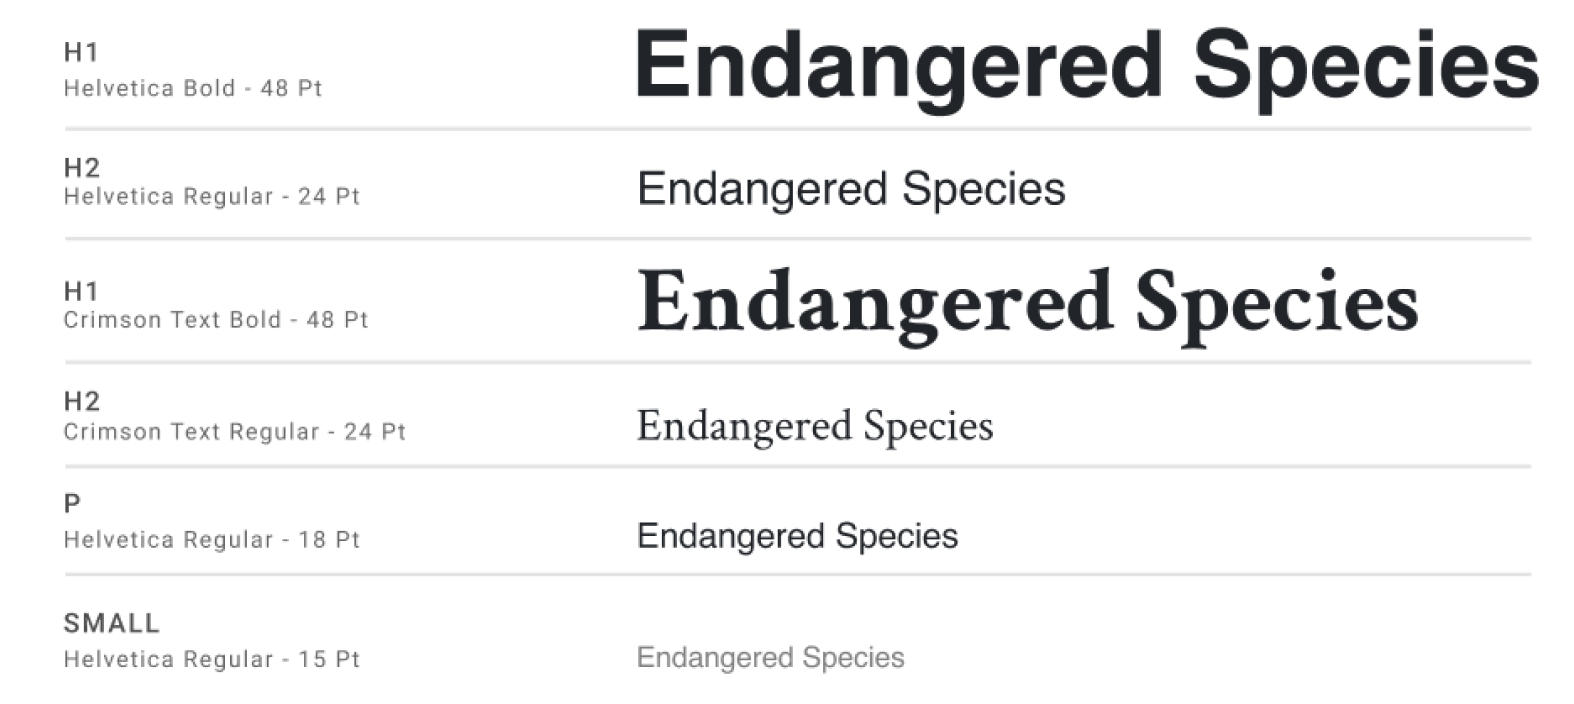 H1
Helvetica Bold - 48 Pt
Endangered Species
H2
Helvetica Regular - 24 Pt
Endangered Species
H1
Crimson Text Bold - 48 Pt
Endangered Species
H2
Crimson Text Regular - 24 Pt
Endangered Species
P
Helvetica Regular - 18 Pt
Endangered Species
SMALL
Helvetica Regular - 15 Pt
Endangered Species